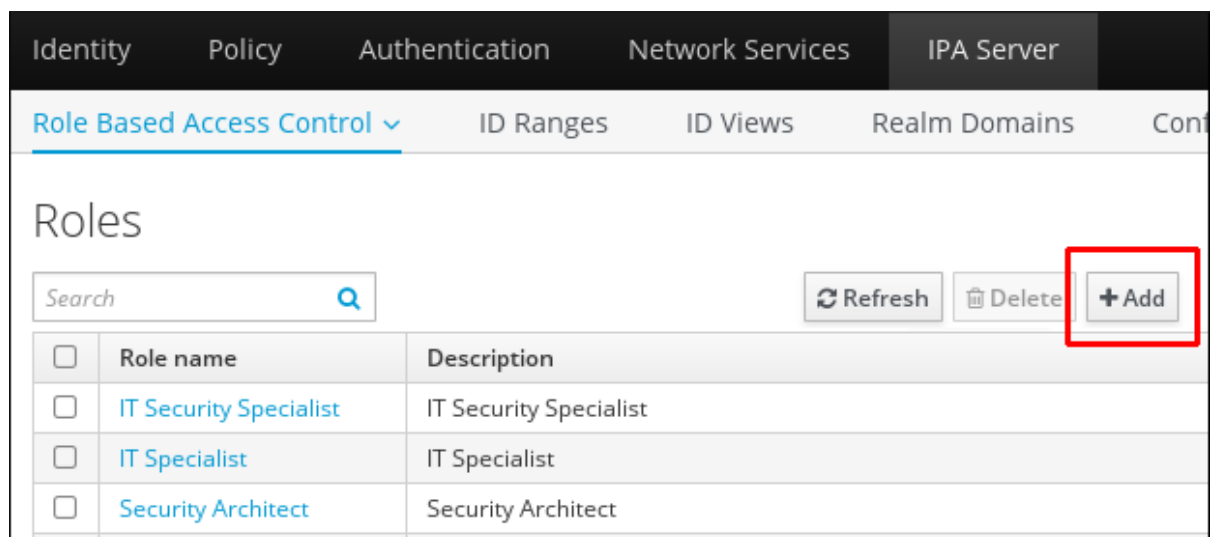 Identity Policy Authentication Network Services IPA Server
Role Based Access Control ID Ranges ID Views Realm Domains
Roles
Search Refresh Delete + Add
Role name Description
IT Security Specialist IT Security Specialist
IT Specialist IT Specialist
Security Architect Security Architect